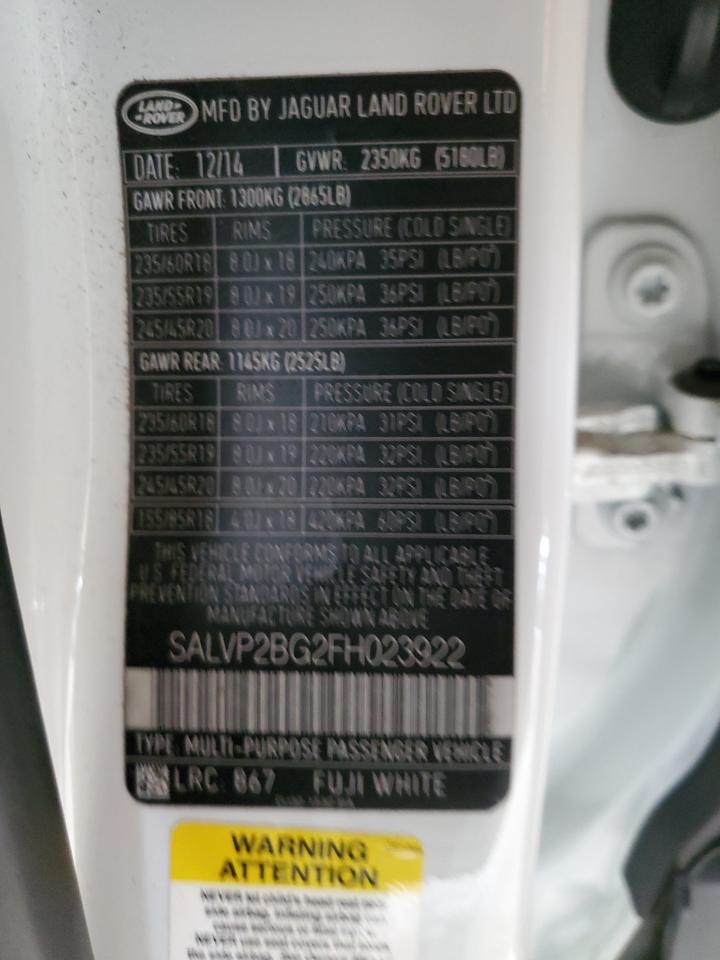 LAND ROVER MFD BY JAGUAR LAND ROVER LTD
DATE: 12/14 GVWR: 2350KG (5180LB)
GAWR FRONT: 1300KG (2865LB)
TIRES RIMS PRESSURE (COLD SINGLE)
235/60R18 8.0J x 18 240KPA 35PSI (LB/PO²)
235/55R19 8.0J x 19 250KPA 36PSI (LB/PO²)
245/45R20 8.0J x 20 250KPA 36PSI (LB/PO²)
GAWR REAR: 1145KG (2525LB)
TIRES RIMS PRESSURE (COLD SINGLE)
235/60R18 8.0J x 18 210KPA 31PSI (LB/PO²)
235/55R19 8.0J x 19 220KPA 32PSI (LB/PO²)
245/45R20 8.0J x 20 220KPA 32PSI (LB/PO²)
155/85R18 4.0J x 18 420KPA 60PSI (LB/PO²)
THIS VEHICLE CONFORMS TO ALL APPLICABLE
U.S. FEDERAL MOTOR VEHICLE SAFETY AND THEFT
PREVENTION STANDARDS IN EFFECT ON THE DATE OF
MANUFACTURE SHOWN ABOVE
SALVP2BG2FH023922
TYPE: MULTI-PURPOSE PASSENGER VEHICLE
LRC: 867 FUJI WHITE
WARNING
ATTENTION